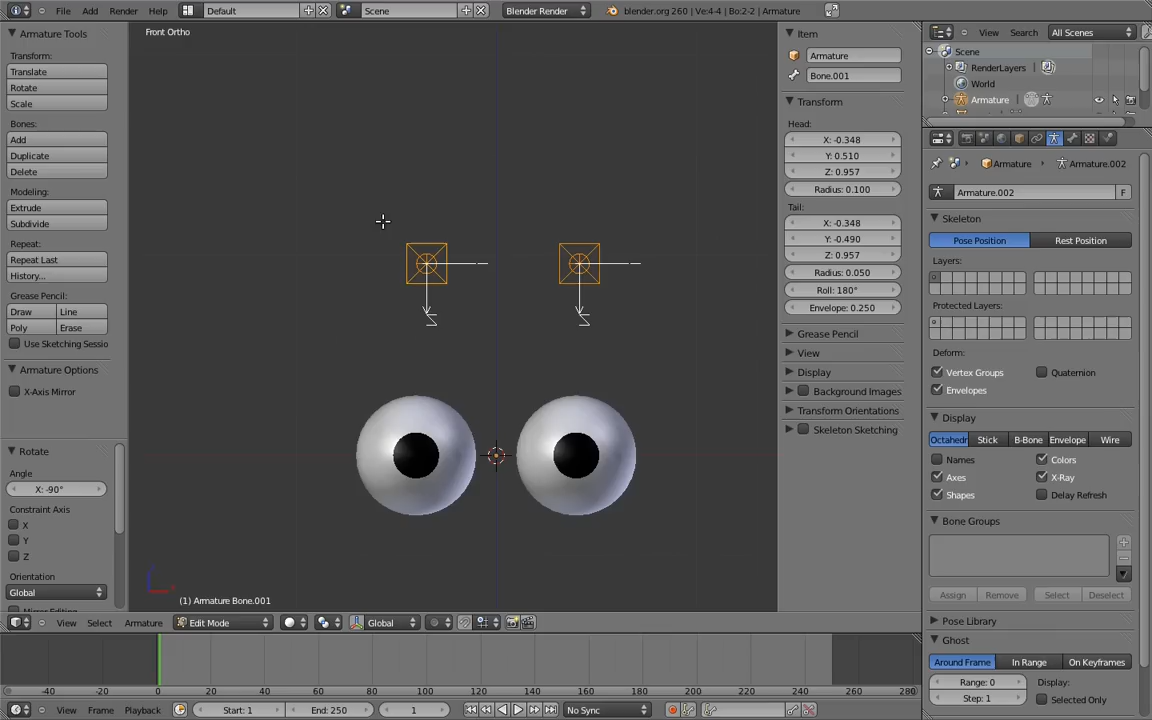 File Add Render Help Default Scene Blender Render blender.org 260 | Ve:4-4 | Bo:2-2 | Armature
Armature Tools
Transform:
Translate
Rotate
Scale
Bones:
Add
Duplicate
Delete
Modeling:
Extrude
Subdivide
Repeat:
Repeat Last
History...
Grease Pencil:
Draw Line
Poly Erase
Use Sketching Sessio
Armature Options
X-Axis Mirror
Rotate
Angle
X: -90°
Constraint Axis
X
Y
Z
Orientation
Global
Front Ortho
Z Z
(1) Armature Bone.001
View Select Armature Edit Mode Global
Item
Armature
Bone.001
Transform
Head:
X: -0.348
Y: 0.510
Z: 0.957
Radius: 0.100
Tail:
X: -0.348
Y: -0.490
Z: 0.957
Radius: 0.050
Roll: 180°
Envelope: 0.250
Grease Pencil
View
Display
Background Images
Transform Orientations
Skeleton Sketching
View Search All Scenes
Scene
RenderLayers |
World
Armature |
Armature Armature.002
Armature.002 F
Skeleton
Pose Position Rest Position
Layers:
Protected Layers:
Deform:
Vertex Groups Quaternion
Envelopes
Display
Octahedr Stick B-Bone Envelope Wire
Names Colors
Axes X-Ray
Shapes Delay Refresh
Bone Groups
Assign Remove Select Deselect
Pose Library
Ghost
Around Frame In Range On Keyframes
Range: 0 Display:
Step: 1 Selected Only
-40 -20 0 20 40 60 80 100 120 140 160 180 200 220 240 260 280
View Frame Playback Start: 1 End: 250 1 No Sync